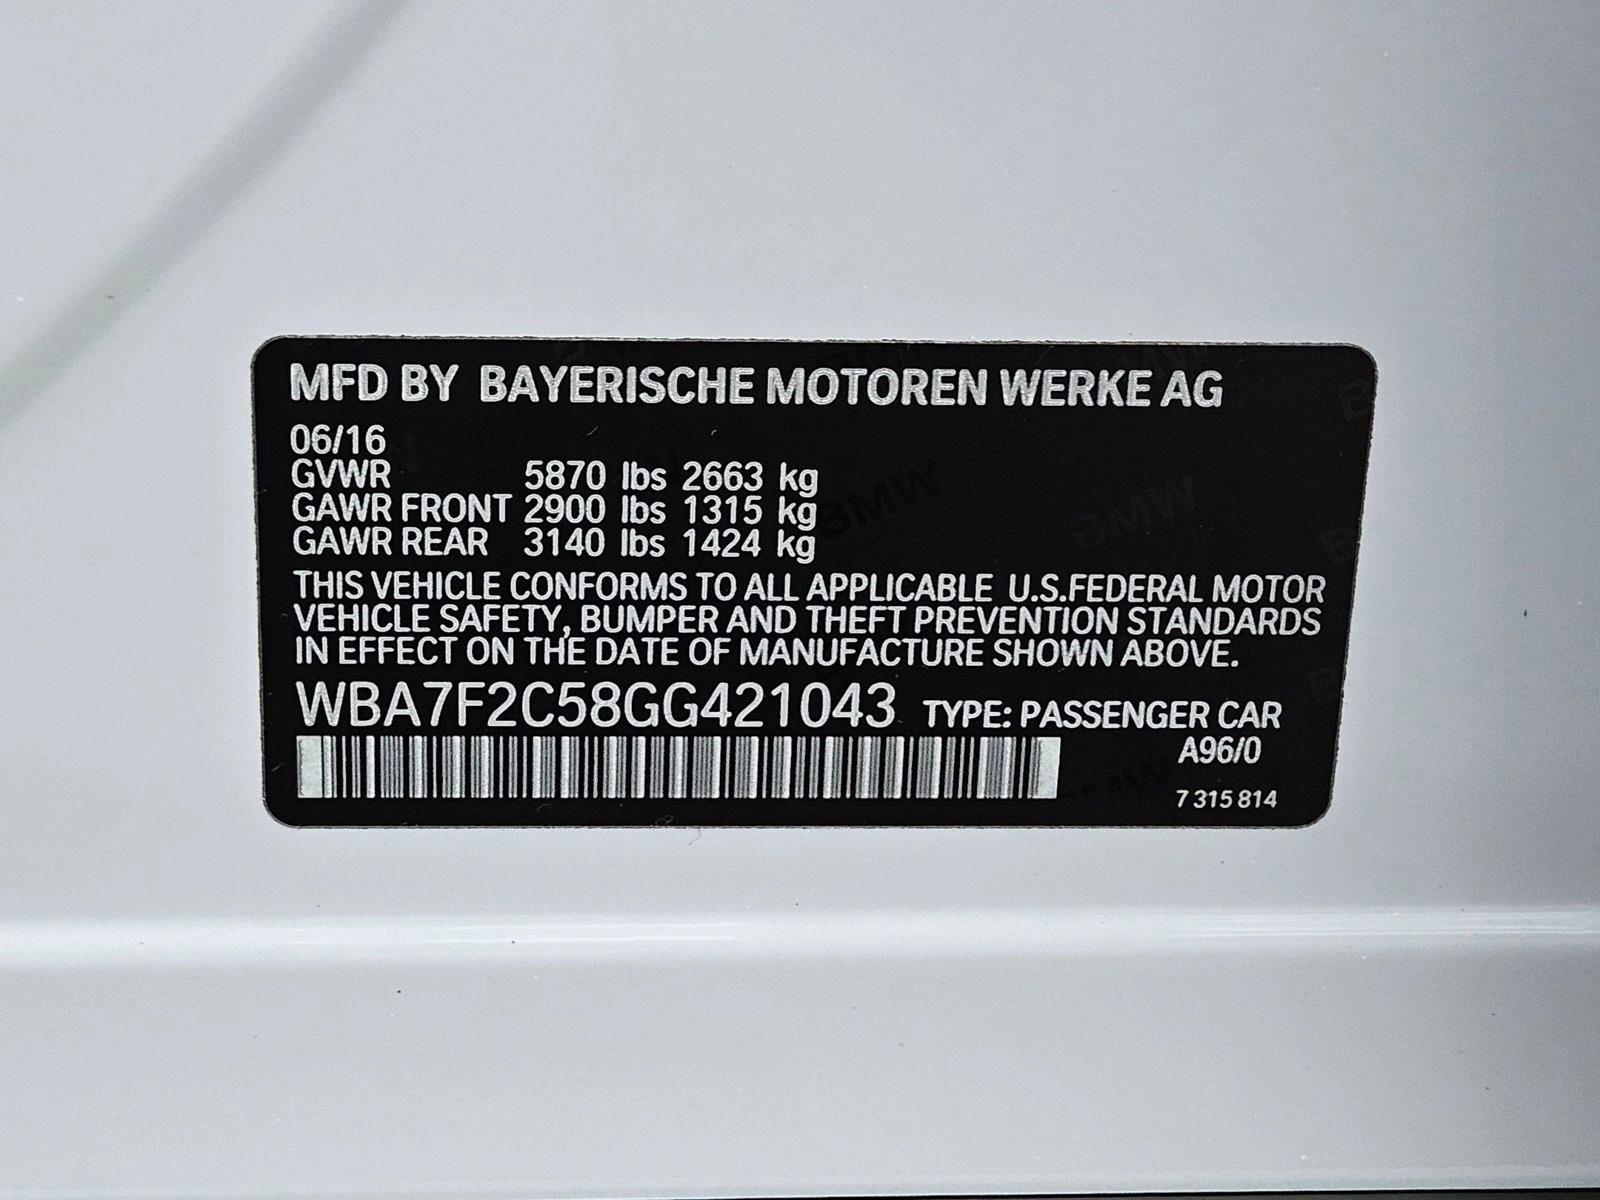 MFD BY BAYERISCHE MOTOREN WERKE AG
06/16
GVWR 5870 lbs 2663 kg
GAWR FRONT 2900 lbs 1315 kg
GAWR REAR 3140 lbs 1424 kg
THIS VEHICLE CONFORMS TO ALL APPLICABLE U.S.FEDERAL MOTOR
VEHICLE SAFETY, BUMPER AND THEFT PREVENTION STANDARDS
IN EFFECT ON THE DATE OF MANUFACTURE SHOWN ABOVE.
WBA7F2C58GG421043 TYPE: PASSENGER CAR
A96/0
7 315 814